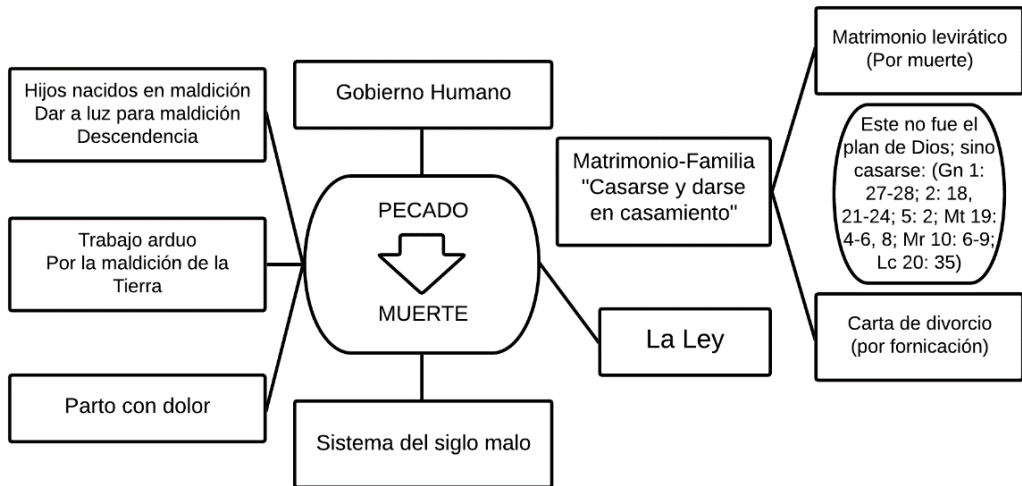 Hijos nacidos en maldición
Dar a luz para maldición
Descendencia
Trabajo arduo
Por la maldición de la
Tierra
Parto con dolor
Gobierno Humano
PECADO
MUERTE
Sistema del siglo malo
Matrimonio-Familia
"Casarse y darse
en casamiento"
La Ley
Matrimonio levirático
(Por muerte)
Este no fue el
plan de Dios; sino
casarse: (Gn 1:
27-28; 2: 18,
21-24; 5: 2; Mt 19:
4-6, 8; Mr 10: 6-9;
Lc 20: 35)
Carta de divorcio
(por fornicación)